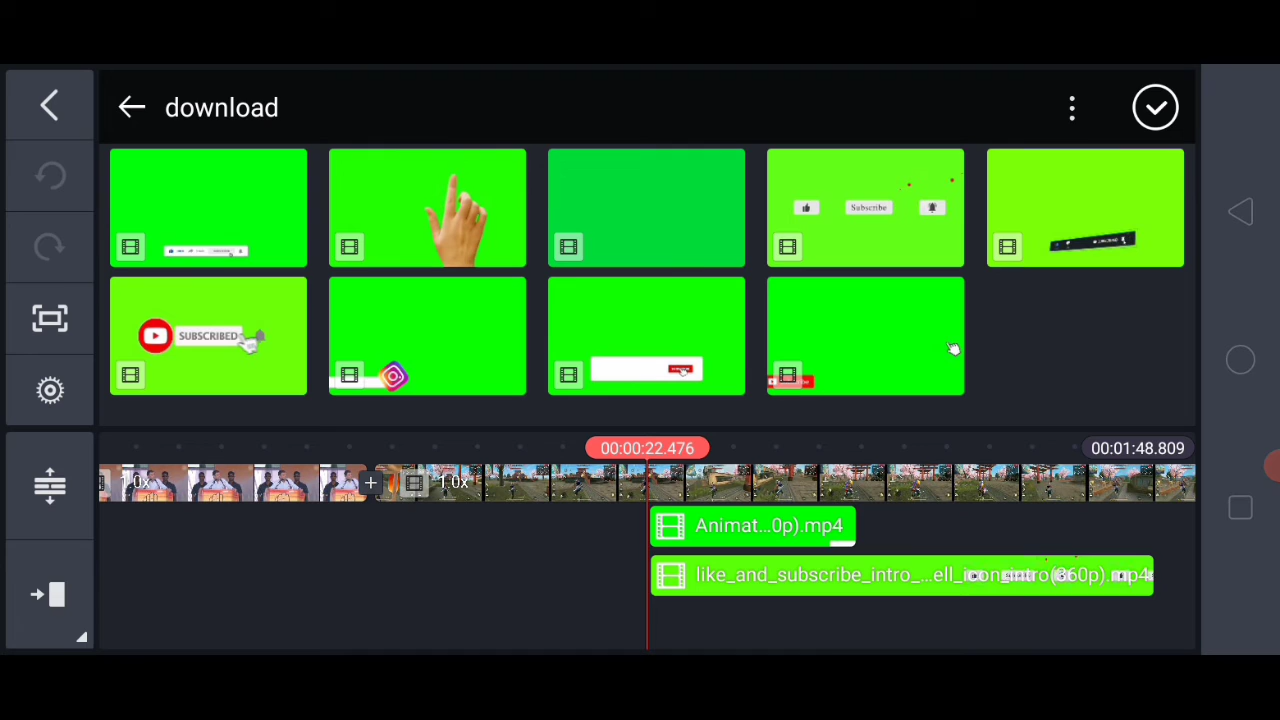 download
Subscribe
SUBSCRIBED
00:00:22.476
00:01:48.809
1.0x
1.0x
Animat...0p).mp4
like_and_subscribe_intro_...ell_icon_intro(360p).mp4